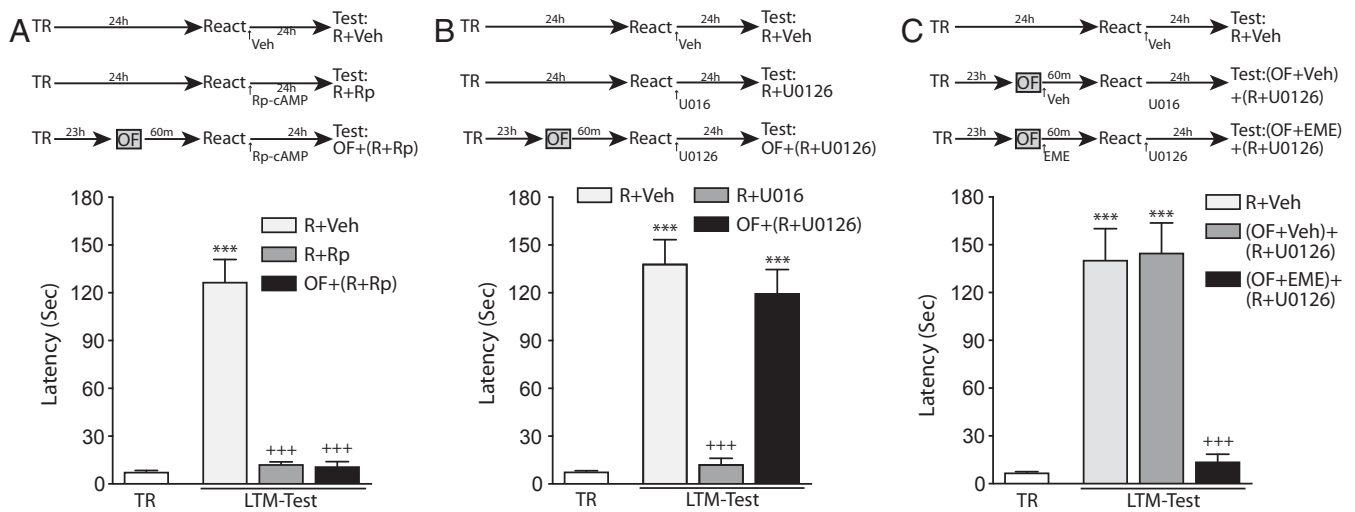 A
TR 24h React ↑Veh 24h Test: R+Veh
TR 24h React ↑Rp-cAMP 24h Test: R+Rp
TR 23h OF 60m React ↑Rp-cAMP 24h Test: OF+(R+Rp)
180
150
120
90
60
30
0
Latency (Sec)
R+Veh
R+Rp
OF+(R+Rp)
***
+++
+++
TR
LTM-Test
B
TR 24h React ↑Veh 24h Test: R+Veh
TR 24h React ↑U016 24h Test: R+U0126
TR 23h OF 60m React ↑U0126 24h Test: OF+(R+U0126)
180
150
120
90
60
30
0
Latency (Sec)
R+Veh
R+U016
OF+(R+U0126)
***
+++
***
TR
LTM-Test
C
TR 24h React ↑Veh 24h Test: R+Veh
TR 23h OF 60m ↑Veh React U016 24h Test:(OF+Veh) +(R+U0126)
TR 23h OF 60m ↑EME React ↑U0126 24h Test:(OF+EME) +(R+U0126)
180
150
120
90
60
30
0
Latency (Sec)
R+Veh
(OF+Veh)+
(R+U0126)
(OF+EME)+
(R+U0126)
***
***
+++
TR
LTM-Test